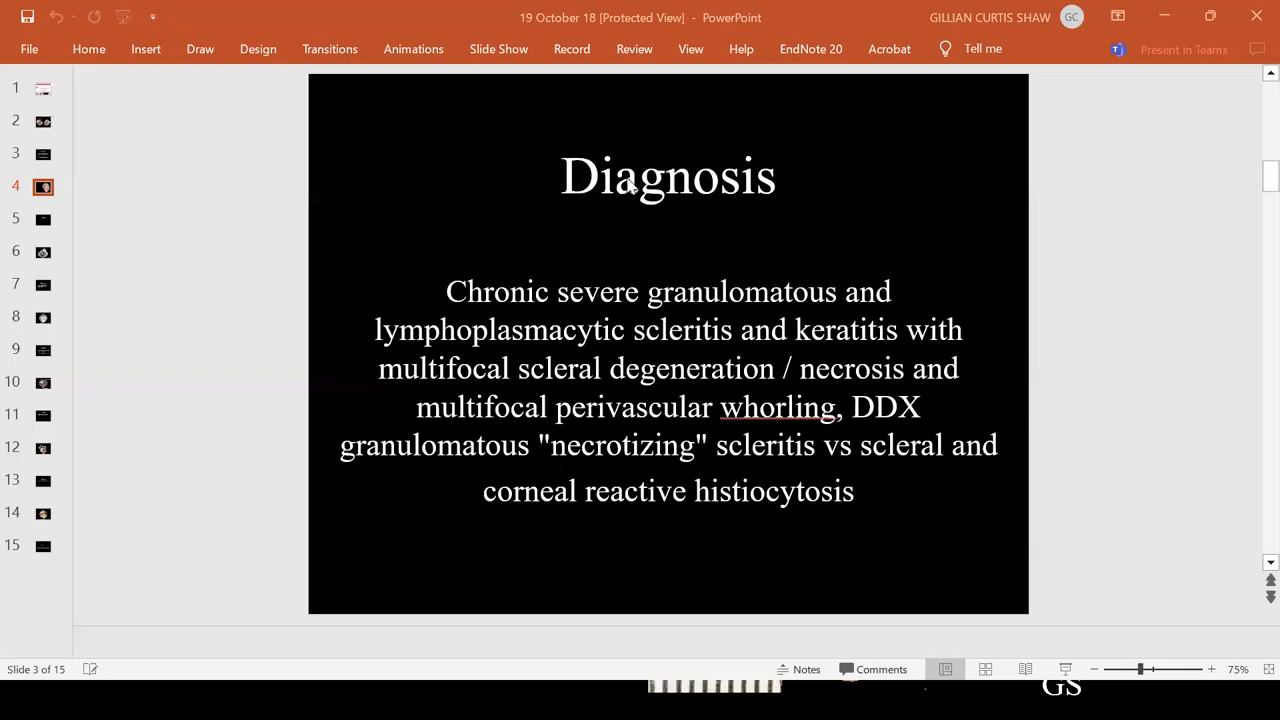 19 October 18 [Protected View] - PowerPoint
GILLIAN CURTIS SHAW
GC
File Home Insert Draw Design Transitions Animations Slide Show Record Review View Help EndNote 20 Acrobat Tell me
Present in Teams
1
2
3
4
5
6
7
8
9
10
11
12
13
14
15
Diagnosis
Chronic severe granulomatous and
lymphoplasmacytic scleritis and keratitis with
multifocal scleral degeneration / necrosis and
multifocal perivascular whorling, DDX
granulomatous "necrotizing" scleritis vs scleral and
corneal reactive histiocytosis
Slide 3 of 15
Notes Comments
75%
GS